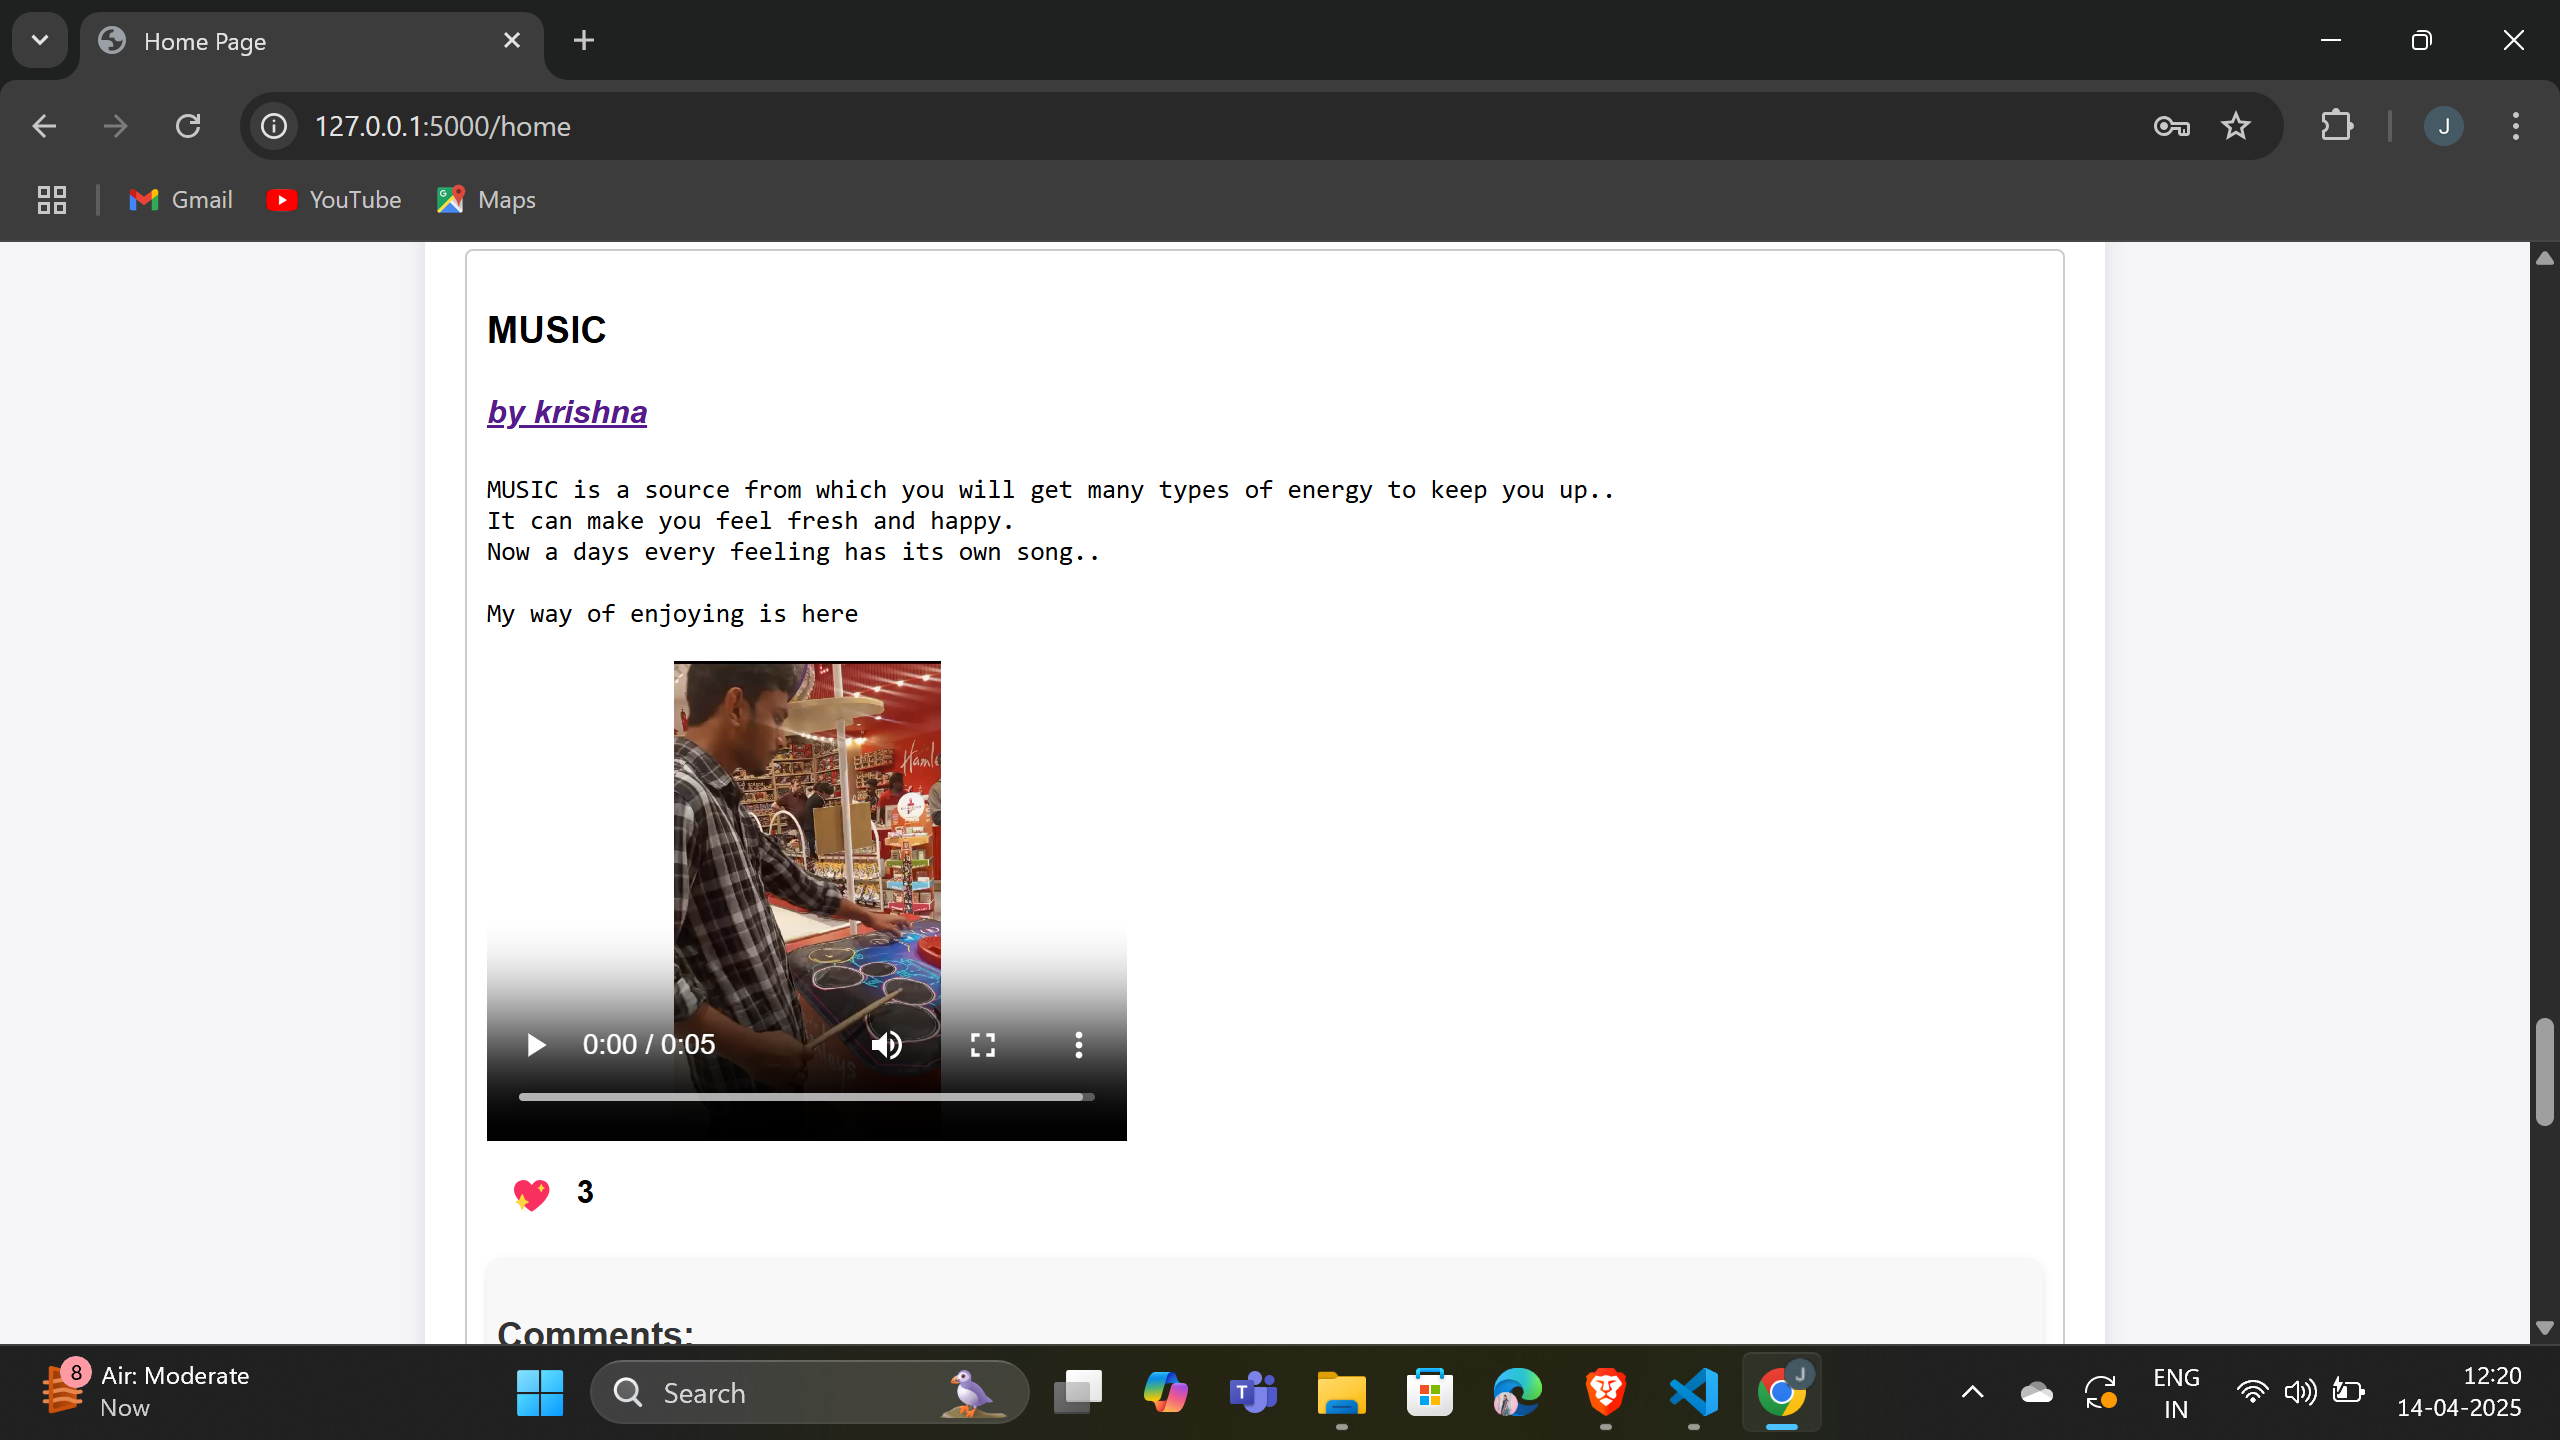 Home Page
127.0.0.1:5000/home
J
Gmail
YouTube
Maps
MUSIC
by krishna
MUSIC is a source from which you will get many types of energy to keep you up..
It can make you feel fresh and happy.
Now a days every feeling has its own song..
My way of enjoying is here
0:00 / 0:05
3
Comments:
8
Air: Moderate
Now
Search
J
ENG
IN
12:20
14-04-2025